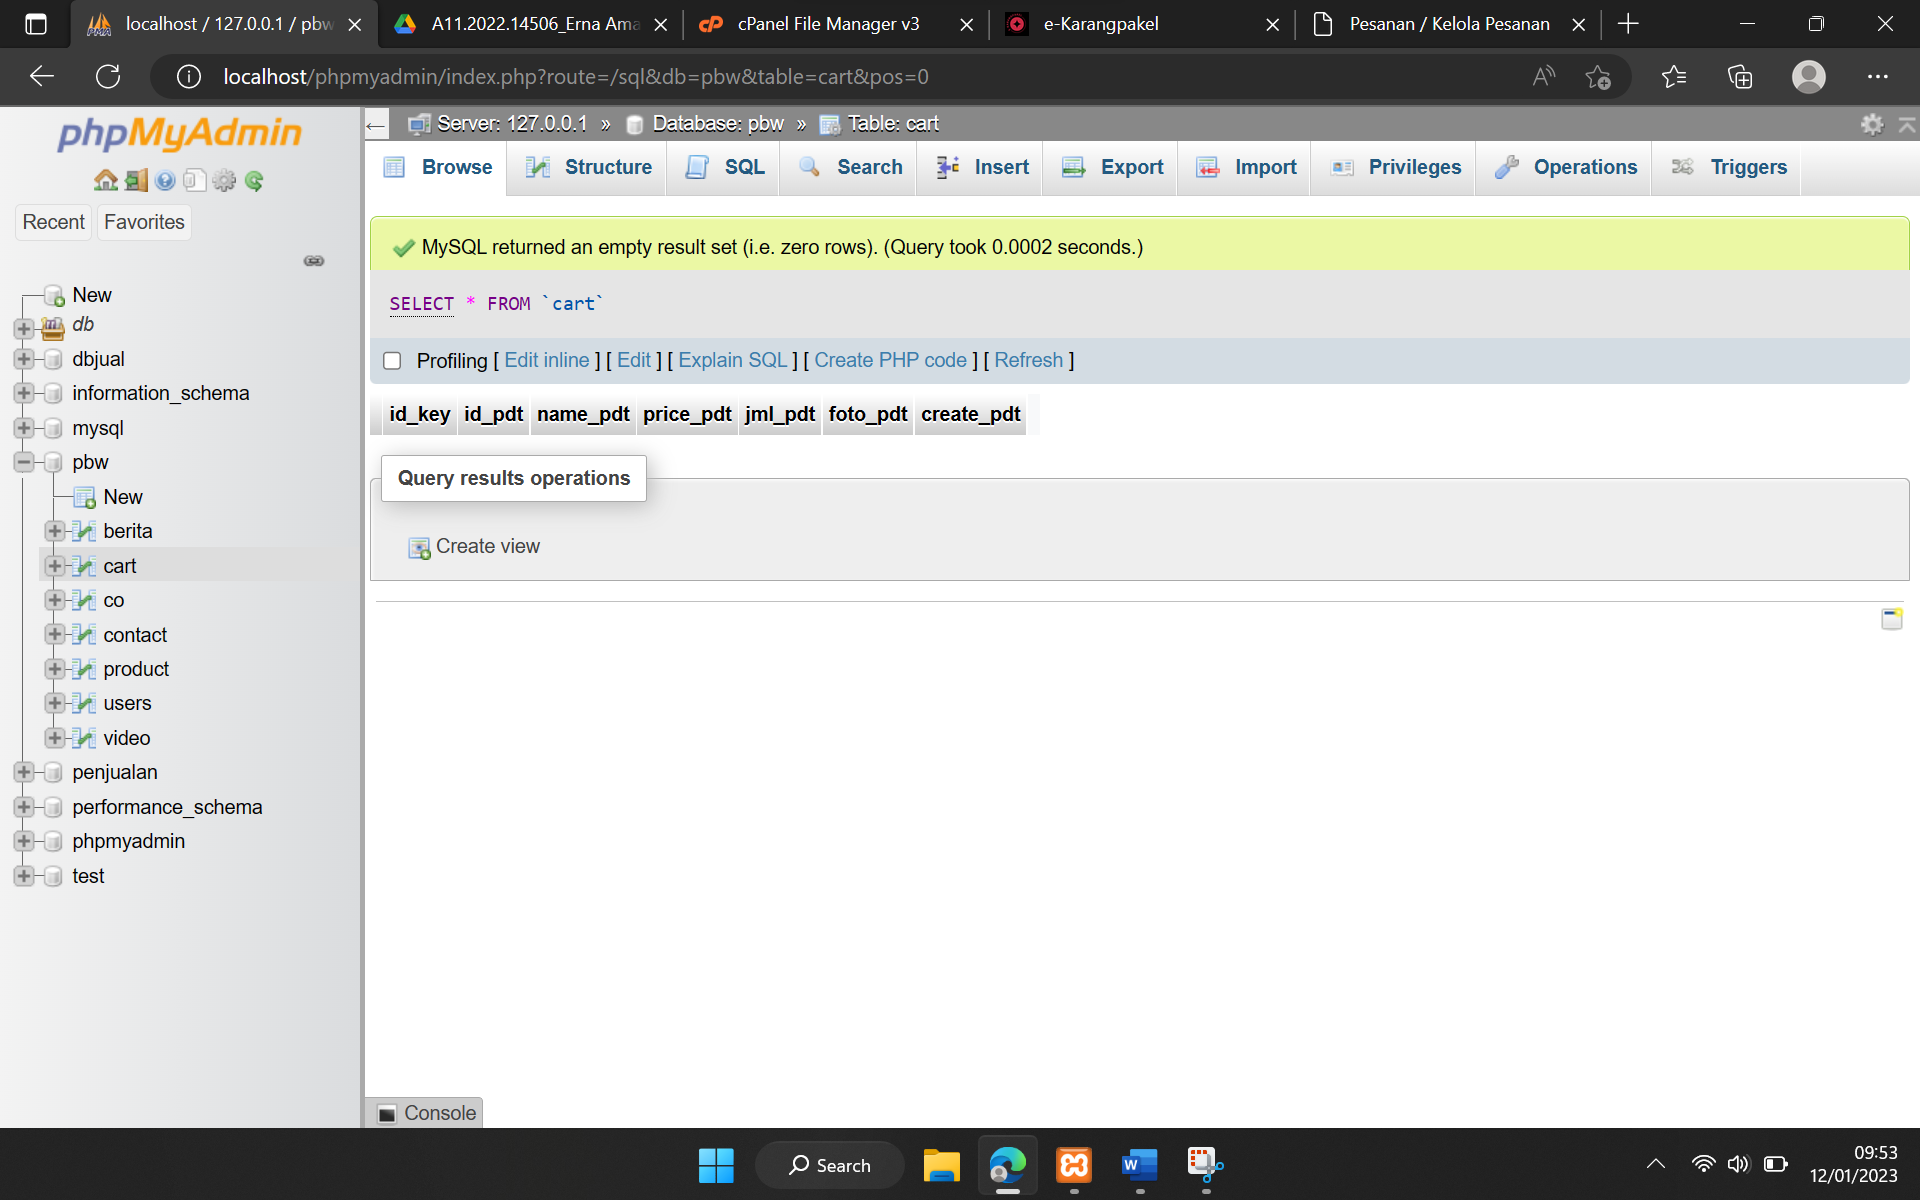 localhost / 127.0.0.1 / pbw
A11.2022.14506_Erna Ama
cPanel File Manager v3
e-Karangpakel
Pesanan / Kelola Pesanan
localhost/phpmyadmin/index.php?route=/sql&db=pbw&table=cart&pos=0
phpMyAdmin
Recent
Favorites
New
db
dbjual
information_schema
mysql
pbw
New
berita
cart
co
contact
product
users
video
penjualan
performance_schema
phpmyadmin
test
Server: 127.0.0.1 » Database: pbw » Table: cart
Browse
Structure
SQL
Search
Insert
Export
Import
Privileges
Operations
Triggers
MySQL returned an empty result set (i.e. zero rows). (Query took 0.0002 seconds.)
SELECT * FROM `cart`
Profiling [ Edit inline ] [ Edit ] [ Explain SQL ] [ Create PHP code ] [ Refresh ]
id_key id_pdt name_pdt price_pdt jml_pdt foto_pdt create_pdt
Query results operations
Create view
Console
Search
09:53
12/01/2023